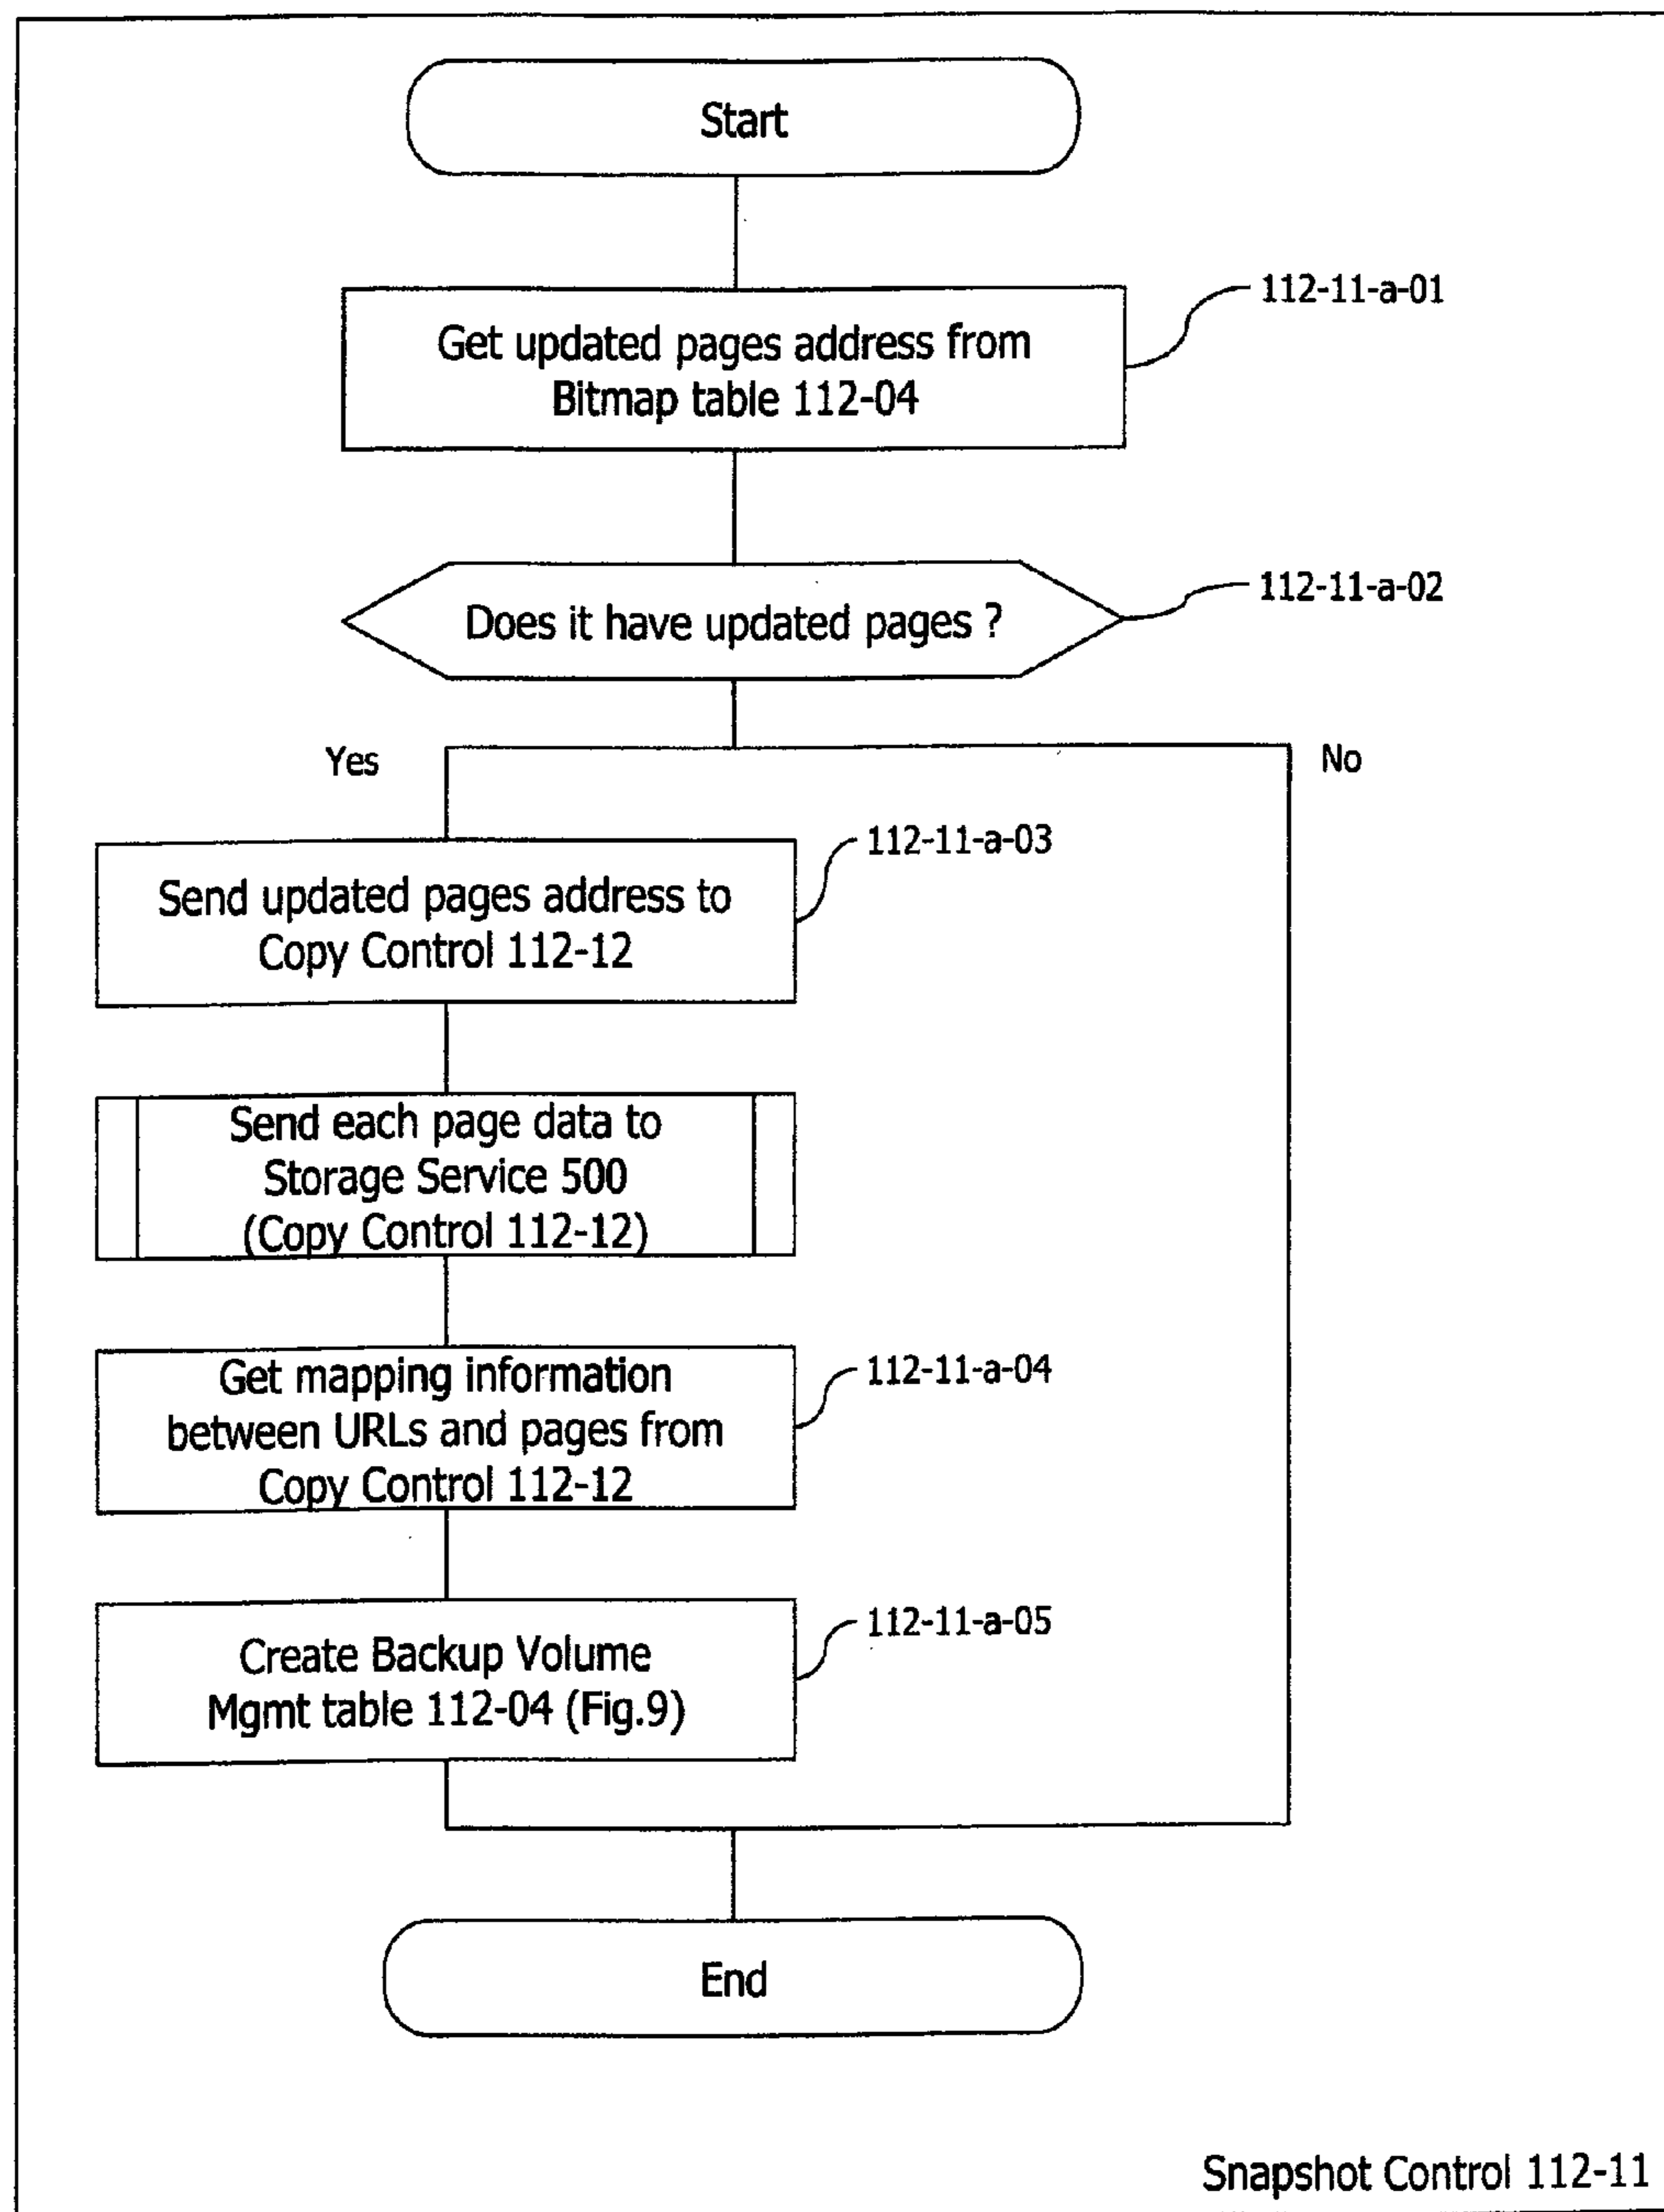 Start
112-11-a-01
Get updated pages address from
Bitmap table 112-04
112-11-a-02
Does it have updated pages ?
Yes
No
112-11-a-03
Send updated pages address to
Copy Control 112-12
Send each page data to
Storage Service 500
(Copy Control 112-12)
112-11-a-04
Get mapping information
between URLs and pages from
Copy Control 112-12
112-11-a-05
Create Backup Volume
Mgmt table 112-04 (Fig.9)
End
Snapshot Control 112-11